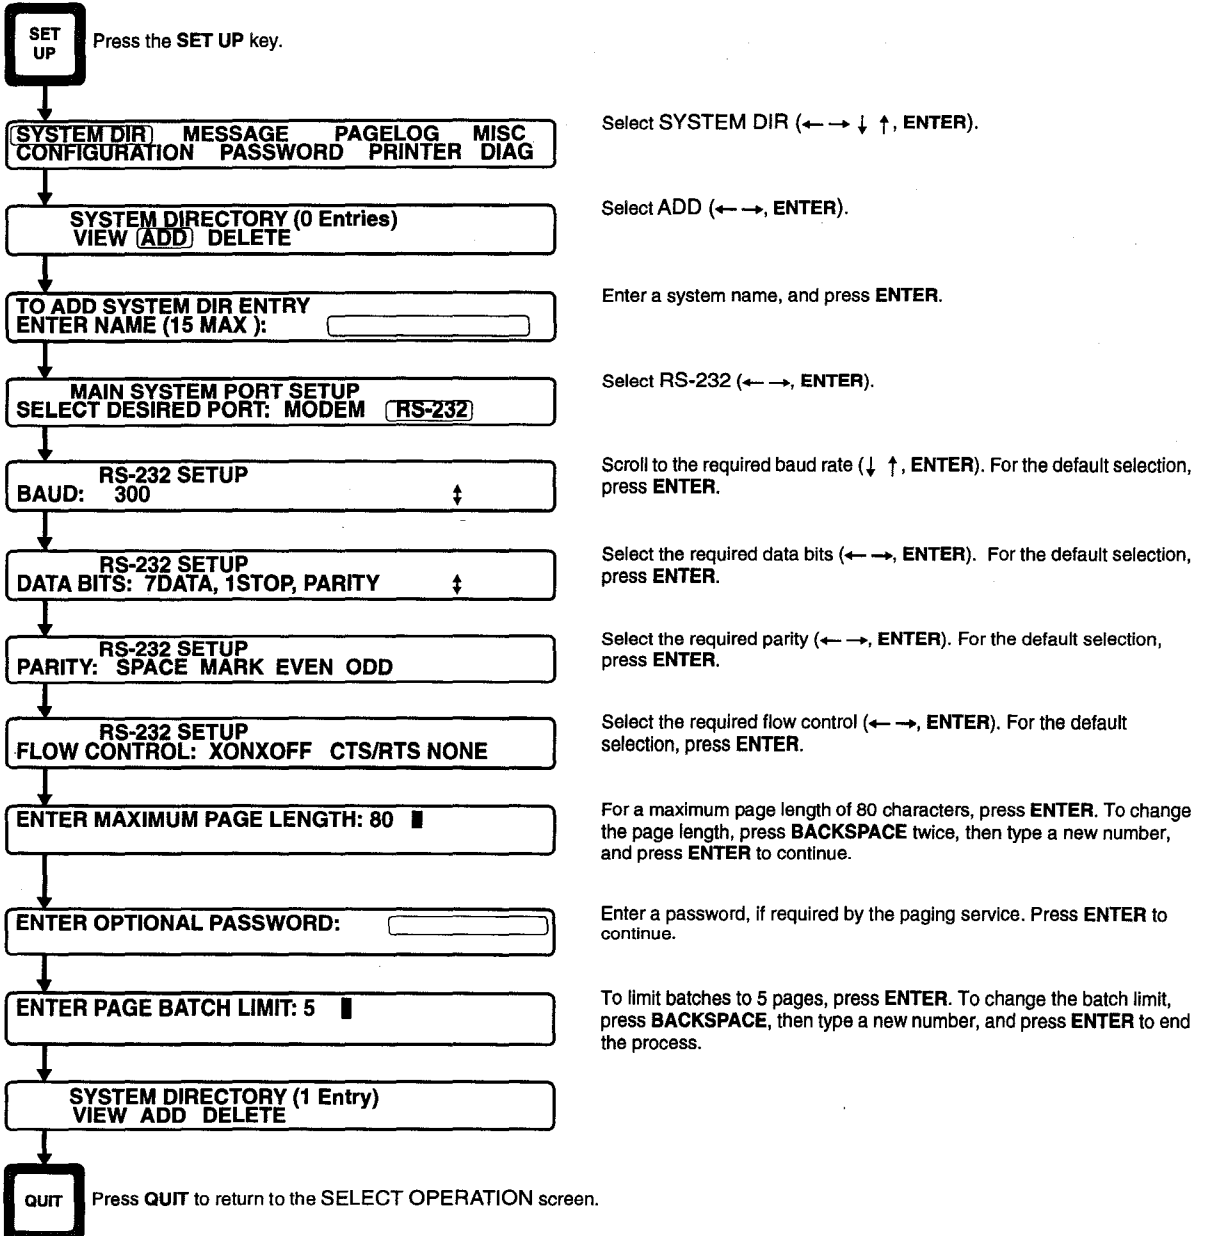 SET
UP
Press the SET UP key.
SYSTEM DIR MESSAGE PAGELOG MISC
CONFIGURATION PASSWORD PRINTER DIAG
Select SYSTEM DIR (← → ↓ ↑, ENTER).
SYSTEM DIRECTORY (0 Entries)
VIEW ADD DELETE
Select ADD (← →, ENTER).
TO ADD SYSTEM DIR ENTRY
ENTER NAME (15 MAX ):
Enter a system name, and press ENTER.
MAIN SYSTEM PORT SETUP
SELECT DESIRED PORT: MODEM RS-232
Select RS-232 (← →, ENTER).
RS-232 SETUP
BAUD: 300
Scroll to the required baud rate (↓ ↑, ENTER). For the default selection,
press ENTER.
RS-232 SETUP
DATA BITS: 7DATA, 1STOP, PARITY
Select the required data bits (← →, ENTER). For the default selection,
press ENTER.
RS-232 SETUP
PARITY: SPACE MARK EVEN ODD
Select the required parity (← →, ENTER). For the default selection,
press ENTER.
RS-232 SETUP
FLOW CONTROL: XONXOFF CTS/RTS NONE
Select the required flow control (← →, ENTER). For the default
selection, press ENTER.
ENTER MAXIMUM PAGE LENGTH: 80
For a maximum page length of 80 characters, press ENTER. To change
the page length, press BACKSPACE twice, then type a new number,
and press ENTER to continue.
ENTER OPTIONAL PASSWORD:
Enter a password, if required by the paging service. Press ENTER to
continue.
ENTER PAGE BATCH LIMIT: 5
To limit batches to 5 pages, press ENTER. To change the batch limit,
press BACKSPACE, then type a new number, and press ENTER to end
the process.
SYSTEM DIRECTORY (1 Entry)
VIEW ADD DELETE
QUIT
Press QUIT to return to the SELECT OPERATION screen.